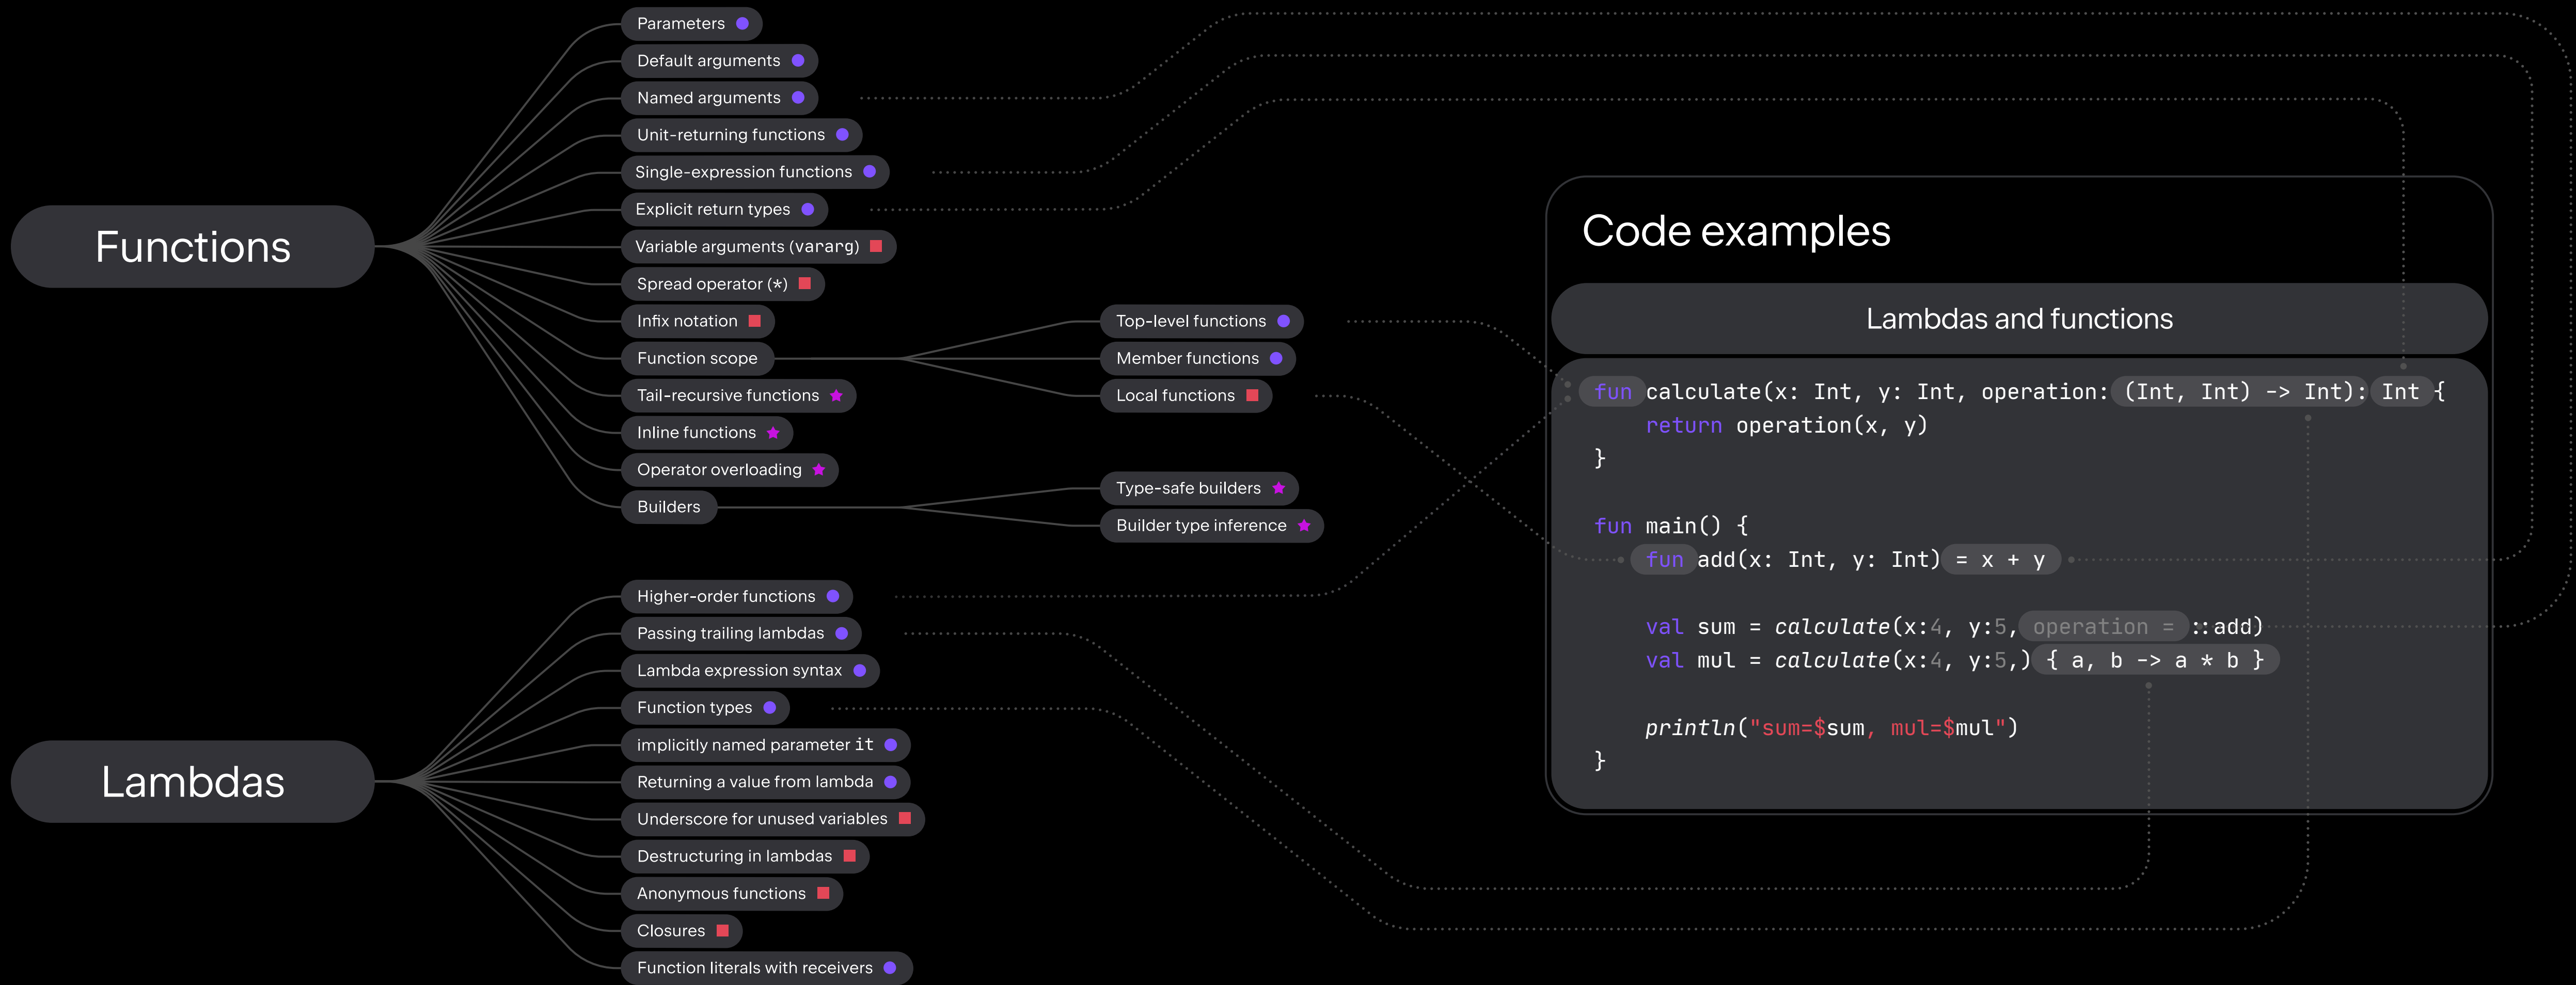 Functions
Parameters
Default arguments
Named arguments
Unit-returning functions
Single-expression functions
Explicit return types
Variable arguments (vararg)
Spread operator (*)
Infix notation
Function scope
Top-level functions
Member functions
Local functions
Tail-recursive functions
Inline functions
Operator overloading
Builders
Type-safe builders
Builder type inference
Lambdas
Higher-order functions
Passing trailing lambdas
Lambda expression syntax
Function types
implicitly named parameter it
Returning a value from lambda
Underscore for unused variables
Destructuring in lambdas
Anonymous functions
Closures
Function literals with receivers
Code examples
Lambdas and functions
fun calculate(x: Int, y: Int, operation: (Int, Int) -> Int): Int {
return operation(x, y)
}
fun main() {
fun add(x: Int, y: Int) = x + y
val sum = calculate(x:4, y:5, operation = ::add)
val mul = calculate(x:4, y:5,) { a, b -> a * b }
println("sum=$sum, mul=$mul")
}